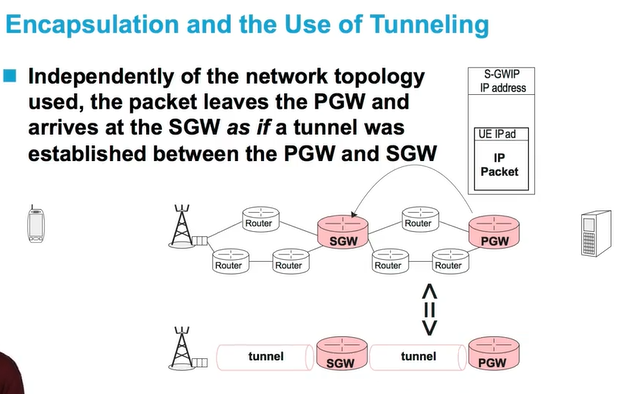 Encapsulation and the Use of Tunneling
Independently of the network topology
used, the packet leaves the PGW and
arrives at the SGW as if a tunnel was
established between the PGW and SGW
S-GWIP
IP address
UE IPad
IP
Packet
Router
Router
SGW
PGW
Router
Router
Router
Router
<=>
tunnel
SGW
tunnel
PGW